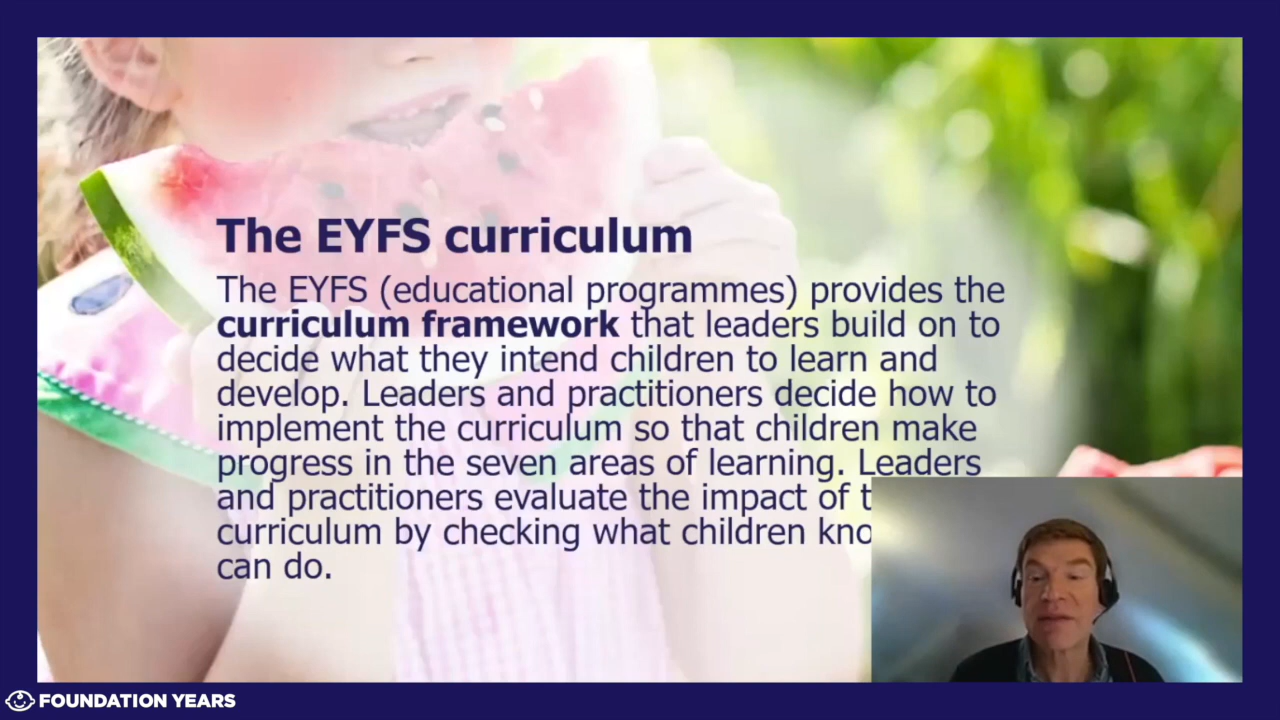 The EYFS curriculum
The EYFS (educational programmes) provides the
curriculum framework that leaders build on to
decide what they intend children to learn and
develop. Leaders and practitioners decide how to
implement the curriculum so that children make
progress in the seven areas of learning. Leaders
and practitioners evaluate the impact of
curriculum by checking what children
can do.
FOUNDATION YEARS